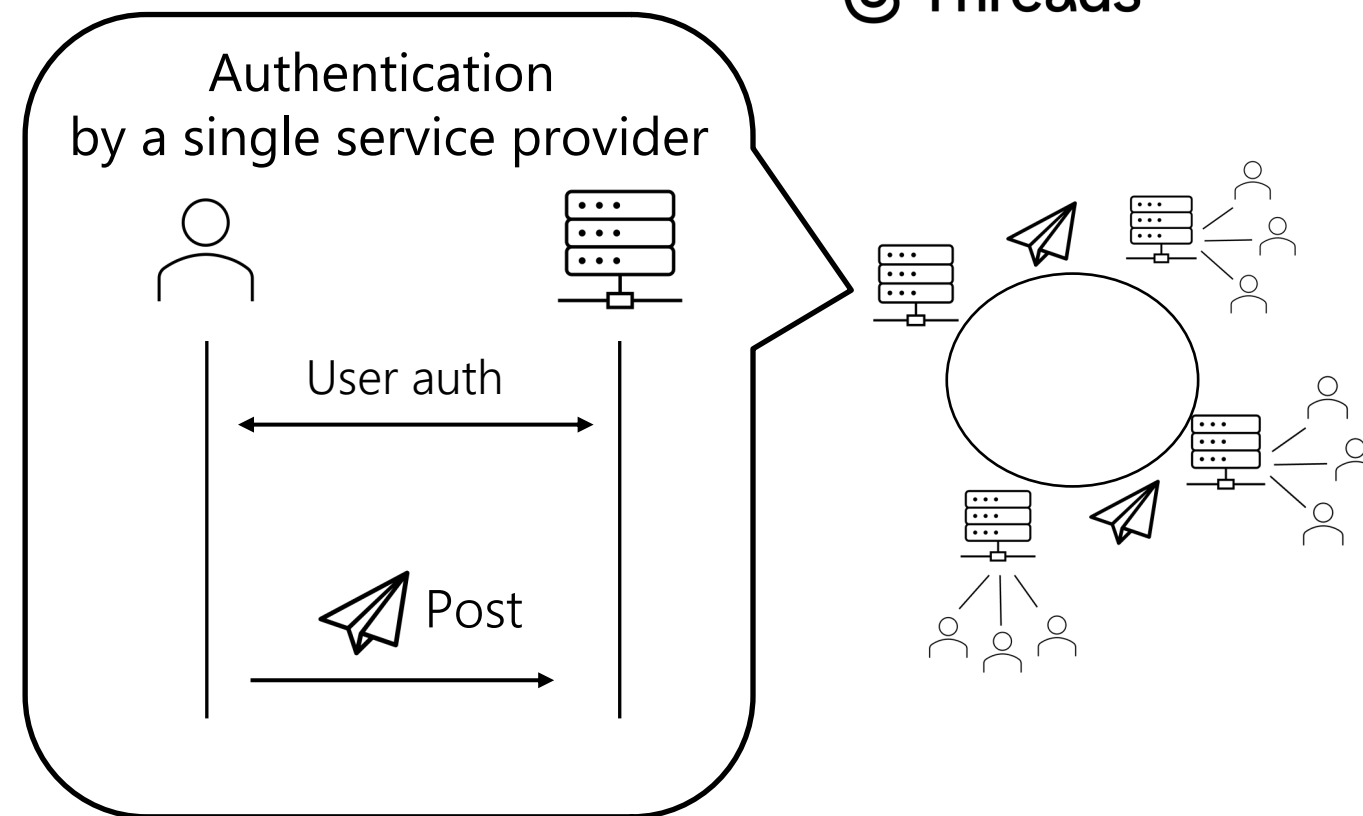 Threads
Authentication
by a single service provider
User auth
Post